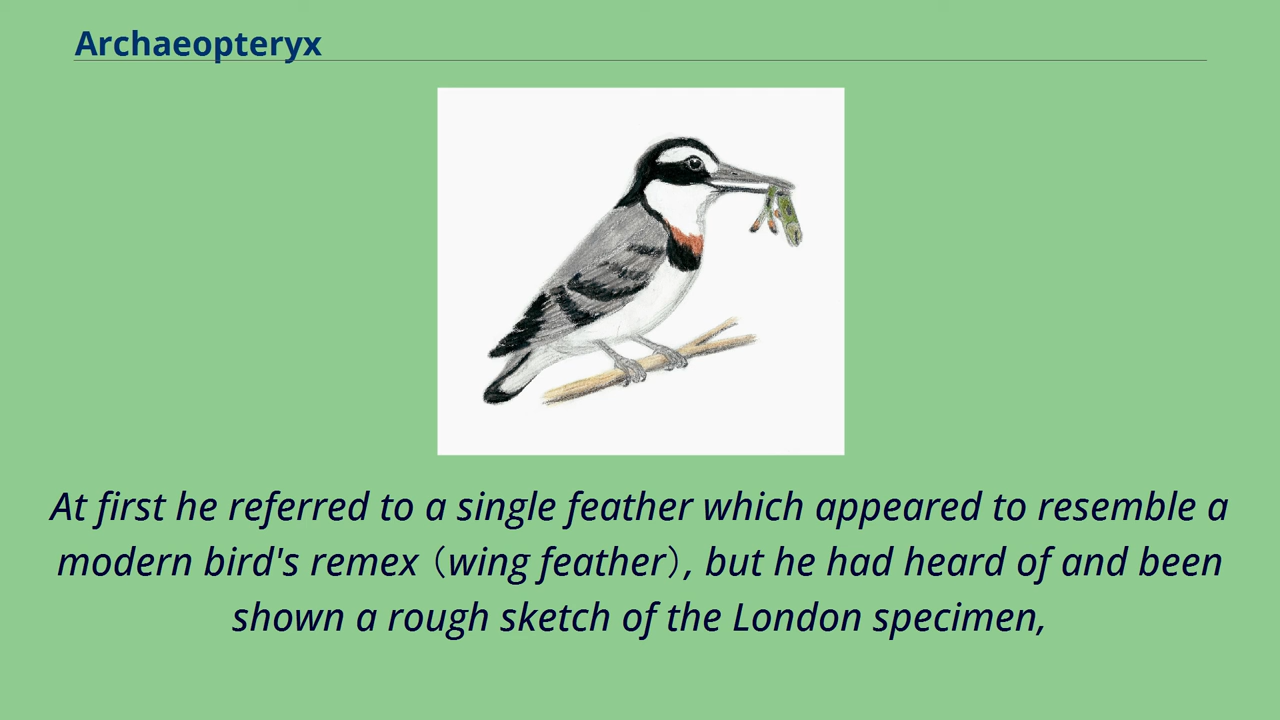 Archaeopteryx
At first he referred to a single feather which appeared to resemble a
modern bird's remex（wing feather）, but he had heard of and been
shown a rough sketch of the London specimen,